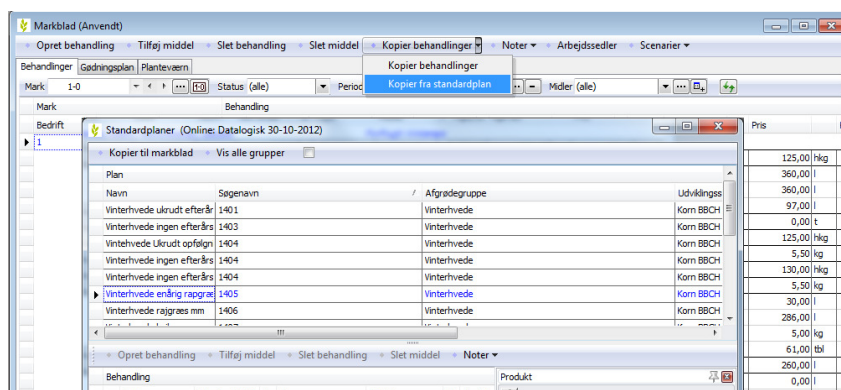 Markblad (Anvendt)
Opret behandling Tilføj middel Slet behandling Slet middel Kopier behandlinger Noter Arbejdssedler Scenarier
Behandlinger Gødningsplan Planteværn
Kopier behandlinger
Kopier fra standardplan
Mark 1-0 Status (alle) Period Midler (alle)
Mark Behandling
Bedrift Pris
1
Standardplaner (Online: Datalogisk 30-10-2012)
Kopier til markblad Vis alle grupper
Plan
Navn Søgenavn Afgrødegruppe Udviklingss
Vinterhvede ukrudt efterår 1401 Vinterhvede Korn BBCH
Vinterhvede ingen efterårs 1403 Vinterhvede Korn BBCH
Vintehvede Ukrudt opfølgn 1404 Vinterhvede Korn BBCH
Vinterhvede ingen efterårs 1404 Vinterhvede Korn BBCH
Vinterhvede ingen efterårs 1404 Vinterhvede Korn BBCH
Vinterhvede enårig rapgræs 1405 Vinterhvede Korn BBCH
Vinterhvede rajgræs mm 1406 Vinterhvede Korn BBCH
Opret behandling Tilføj middel Slet behandling Slet middel Noter
Behandling Produkt
125,00 hkg
360,00 l
360,00 l
97,00 l
0,00 t
125,00 hkg
5,50 kg
130,00 hkg
5,50 kg
30,00 l
286,00 l
5,00 kg
61,00 tbl
260,00 l
0,00 l